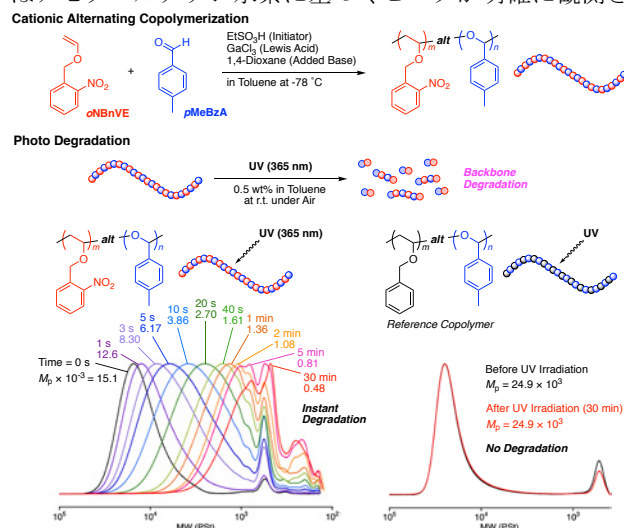 Cationic Alternating Copolymerization
EtSO₃H (Initiator)
GaCl₃ (Lewis Acid)
1,4-Dioxane (Added Base)
in Toluene at -78 ˚C
O
NO₂
oNBnVE
+
O
H
pMeBzA
m
alt
O
n
O
NO₂
Photo Degradation
UV (365 nm)
0.5 wt% in Toluene
at r.t. under Air
Backbone
Degradation
m
alt
O
n
O
NO₂
UV (365 nm)
m
alt
O
n
O
UV
Reference Copolymer
Time = 0 s
Mp × 10⁻³ = 15.1
1 s
12.6
3 s
8.30
5 s
6.17
10 s
3.86
20 s
2.70
40 s
1.61
1 min
1.36
2 min
1.08
5 min
0.81
30 min
0.48
Instant
Degradation
Before UV Irradiation
Mp = 24.9 × 10³
After UV Irradiation (30 min)
Mp = 24.9 × 10³
No Degradation
10⁴
10³
10²
MW (PSt)
MW (PSt)